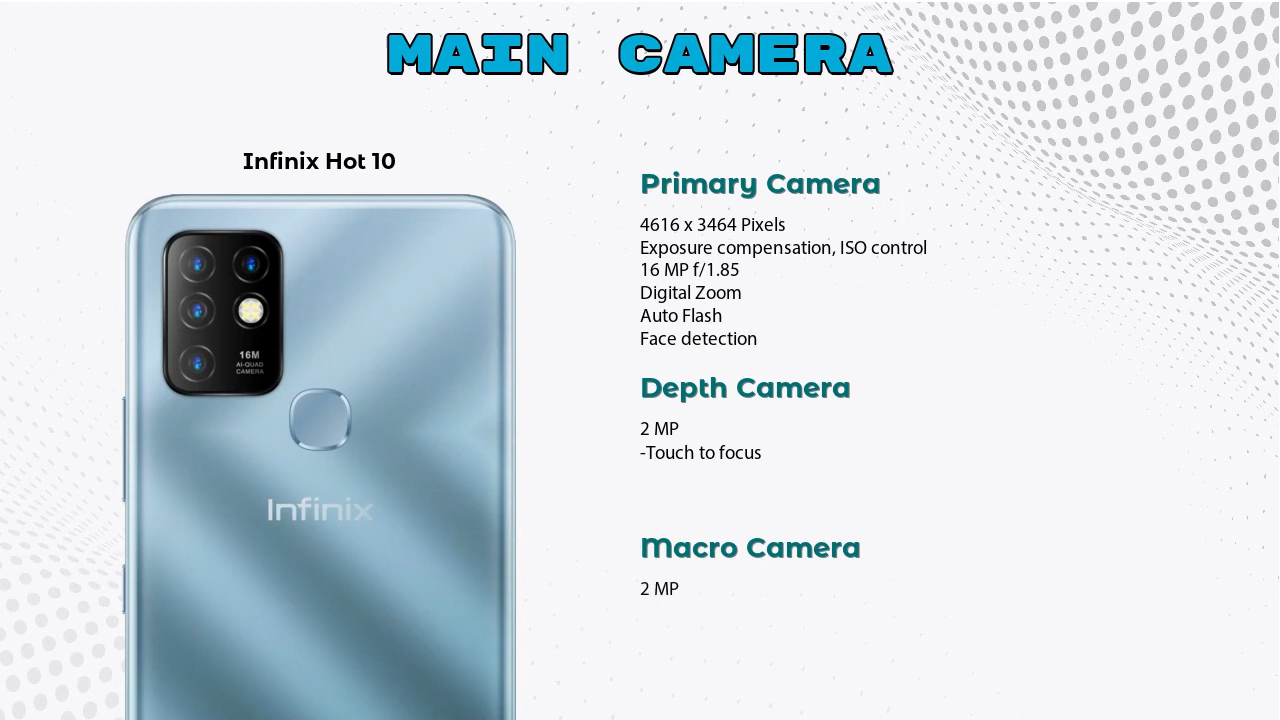 MAIN CAMERA
Infinix Hot 10
16M
AI-QUAD
CAMERA
Infinix
Primary Camera
4616 x 3464 Pixels
Exposure compensation, ISO control
16 MP f/1.85
Digital Zoom
Auto Flash
Face detection
Depth Camera
2 MP
-Touch to focus
Macro Camera
2 MP